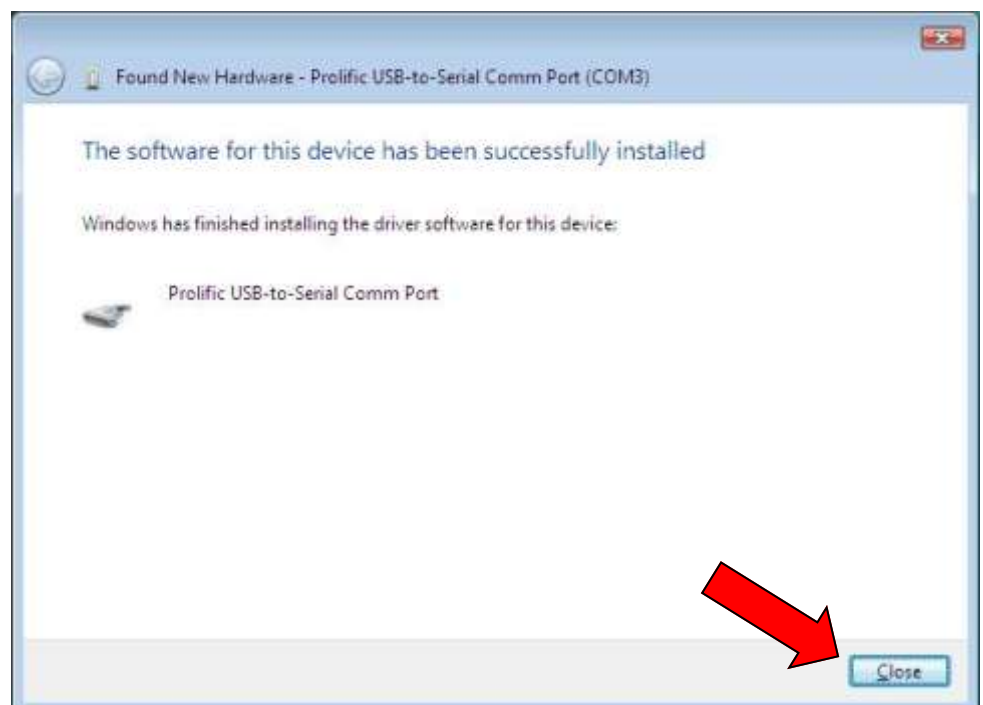 Found New Hardware - Prolific USB-to-Serial Comm Port (COM3)
The software for this device has been successfully installed
Windows has finished installing the driver software for this device:
Prolific USB-to-Serial Comm Port
Close